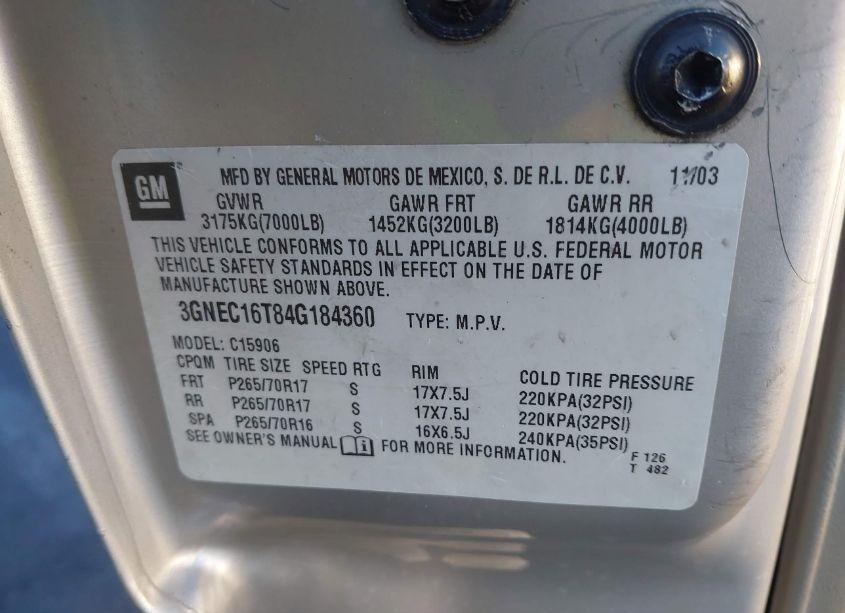 GM
MFD BY GENERAL MOTORS DE MEXICO, S. DE R.L. DE C.V. 11/03
GVWR GAWR FRT GAWR RR
3175KG(7000LB) 1452KG(3200LB) 1814KG(4000LB)
THIS VEHICLE CONFORMS TO ALL APPLICABLE U.S. FEDERAL MOTOR
VEHICLE SAFETY STANDARDS IN EFFECT ON THE DATE OF
MANUFACTURE SHOWN ABOVE.
3GNEC16T84G184360 TYPE: M.P.V.
MODEL: C15906
CPQM TIRE SIZE SPEED RTG RIM COLD TIRE PRESSURE
FRT P265/70R17 S 17X7.5J 220KPA(32PSI)
RR P265/70R17 S 17X7.5J 220KPA(32PSI)
SPA P265/70R16 S 16X6.5J 240KPA(35PSI)
SEE OWNER'S MANUAL i FOR MORE INFORMATION.
F 126
T 482